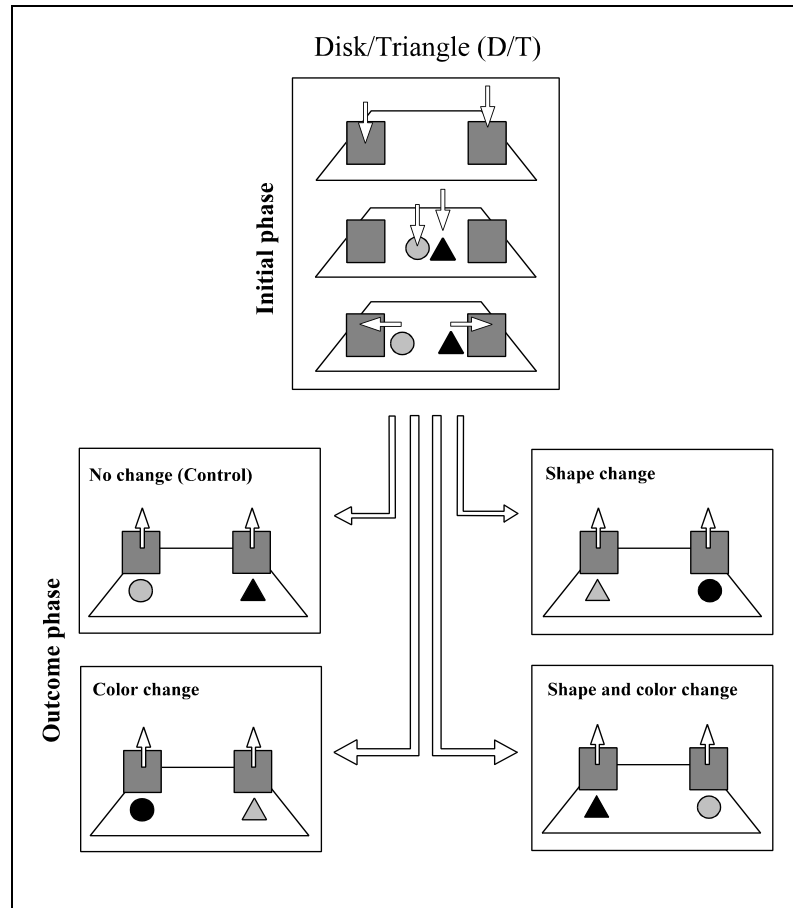 Disk/Triangle (D/T)
Initial phase
No change (Control)
Shape change
Outcome phase
Color change
Shape and color change